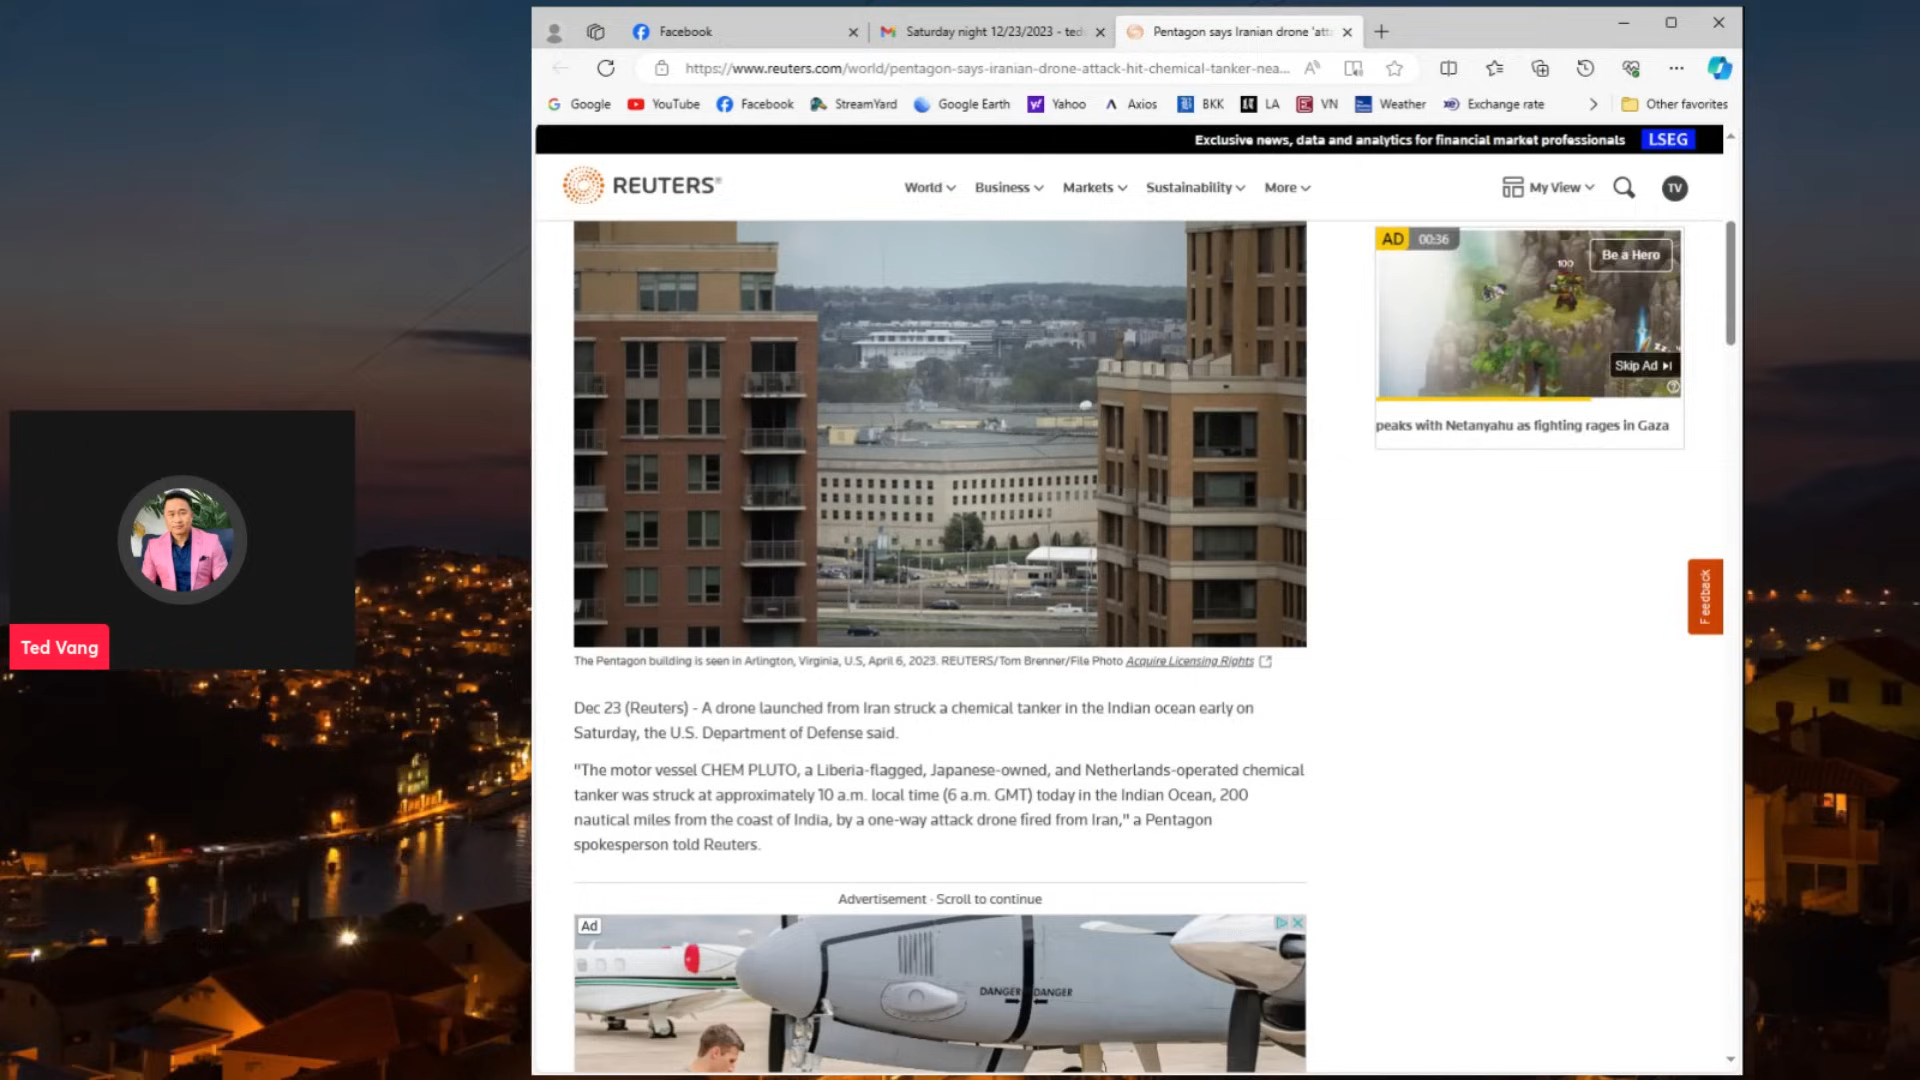 Facebook
Saturday night 12/23/2023 - ted
Pentagon says Iranian drone 'att
https://www.reuters.com/world/pentagon-says-iranian-drone-attack-hit-chemical-tanker-nea...
Google
YouTube
Facebook
StreamYard
Google Earth
Yahoo
Axios
BKK
LA
VN
Weather
Exchange rate
Other favorites
Exclusive news, data and analytics for financial market professionals LSEG
REUTERS®
World
Business
Markets
Sustainability
More
My View
TV
AD 00:36
Be a Hero
100
Skip Ad
peaks with Netanyahu as fighting rages in Gaza
Feedback
Ted Vang
The Pentagon building is seen in Arlington, Virginia, U.S, April 6, 2023. REUTERS/Tom Brenner/File Photo Acquire Licensing Rights
Dec 23 (Reuters) - A drone launched from Iran struck a chemical tanker in the Indian ocean early on
Saturday, the U.S. Department of Defense said.
"The motor vessel CHEM PLUTO, a Liberia-flagged, Japanese-owned, and Netherlands-operated chemical
tanker was struck at approximately 10 a.m. local time (6 a.m. GMT) today in the Indian Ocean, 200
nautical miles from the coast of India, by a one-way attack drone fired from Iran," a Pentagon
spokesperson told Reuters.
Advertisement · Scroll to continue
Ad
DANGER DANGER